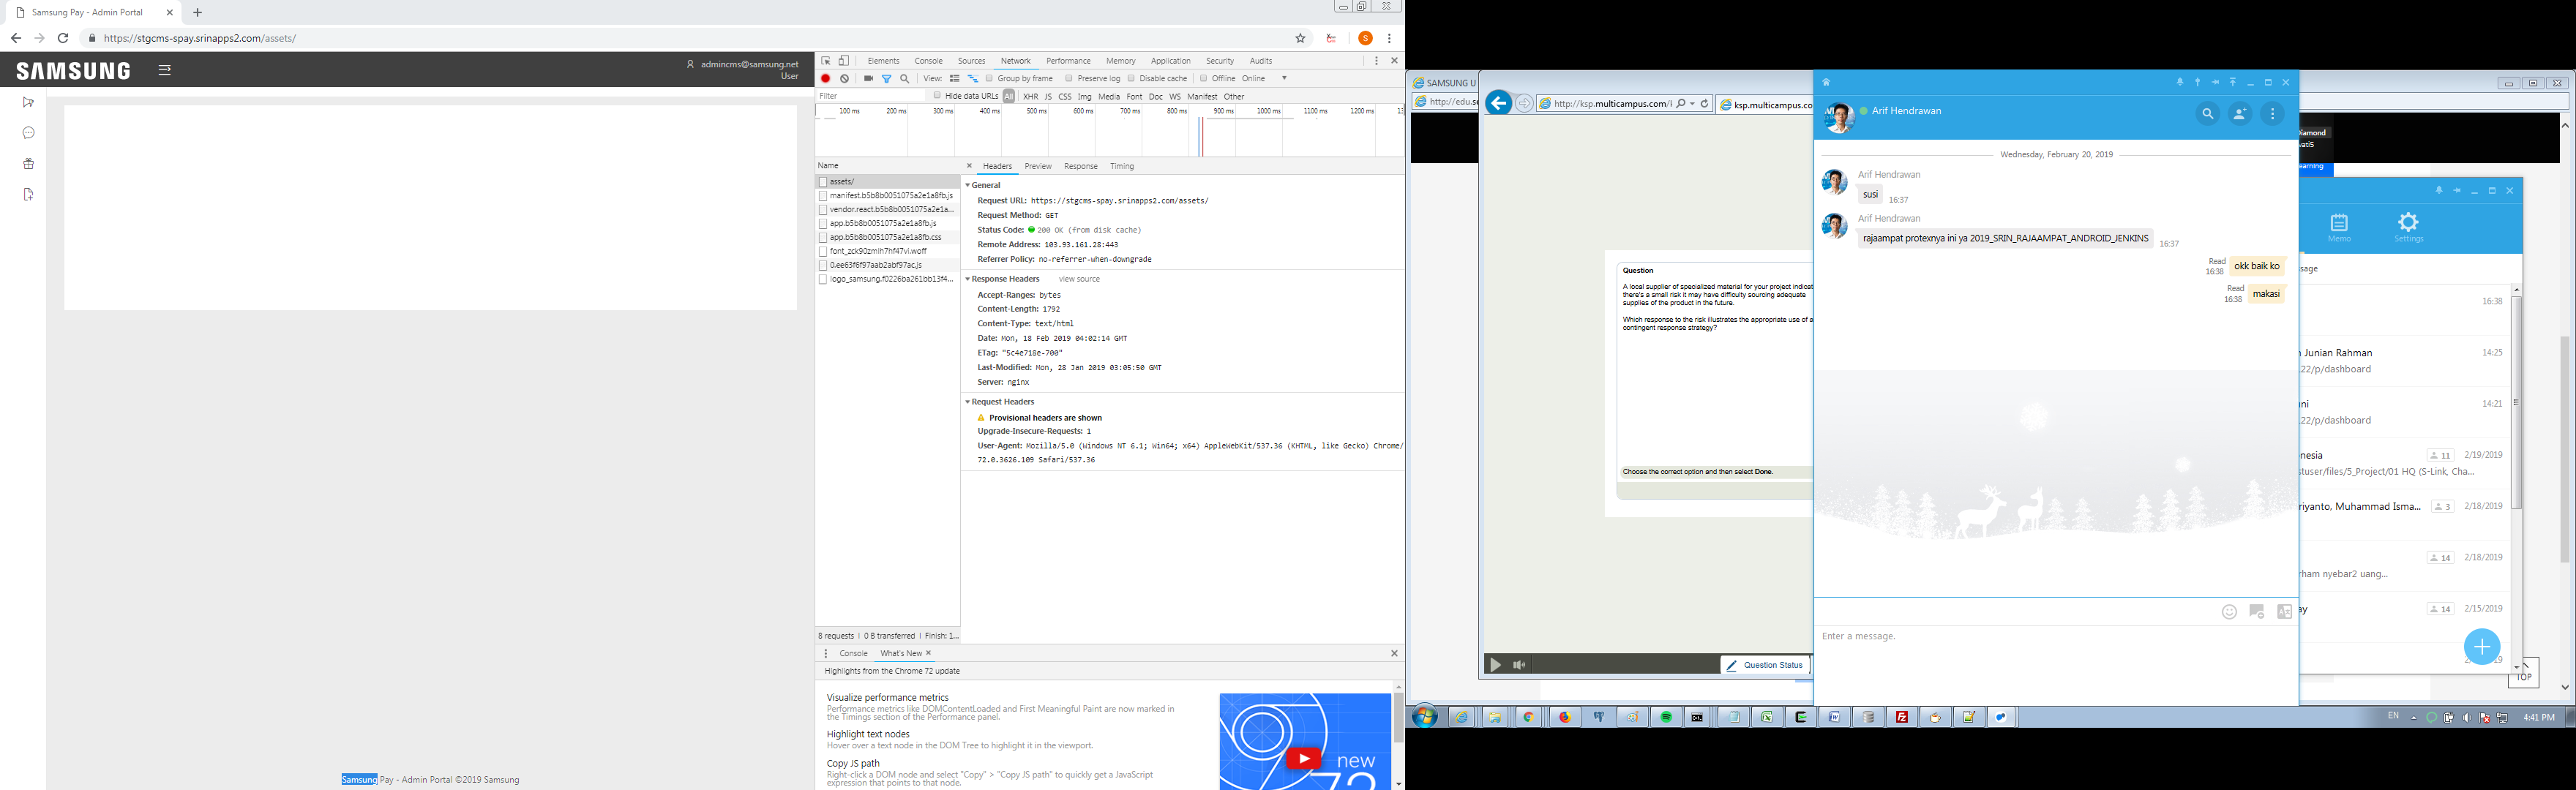 Samsung Pay - Admin Portal
https://stgcms-spay.srinapps2.com/assets/
S
SAMSUNG
admincms@samsung.net
User
Samsung Pay - Admin Portal ©2019 Samsung
Elements Console Sources Network Performance Memory Application Security Audits
View: Group by frame Preserve log Disable cache Offline Online
Filter Hide data URLs All XHR JS CSS Img Media Font Doc WS Manifest Other
100 ms 200 ms 300 ms 400 ms 500 ms 600 ms 700 ms 800 ms 900 ms 1000 ms 1100 ms 1200 ms
Name
assets/
manifest.b5b8b0051075a2e1a8fb.js
vendor.react.b5b8b0051075a2e1a...
app.b5b8b0051075a2e1a8fb.js
app.b5b8b0051075a2e1a8fb.css
font_zck90zmlh7hf47vi.woff
0.ee63f6f97aab2abf97ac.js
logo_samsung.f0226ba261bb13f4...
8 requests | 0 B transferred | Finish: 1...
Headers Preview Response Timing
General
Request URL: https://stgcms-spay.srinapps2.com/assets/
Request Method: GET
Status Code: 200 OK (from disk cache)
Remote Address: 103.93.161.28:443
Referrer Policy: no-referrer-when-downgrade
Response Headers view source
Accept-Ranges: bytes
Content-Length: 1792
Content-Type: text/html
Date: Mon, 18 Feb 2019 04:02:14 GMT
ETag: "5c4e718e-700"
Last-Modified: Mon, 28 Jan 2019 03:05:50 GMT
Server: nginx
Request Headers
Provisional headers are shown
Upgrade-Insecure-Requests: 1
User-Agent: Mozilla/5.0 (Windows NT 6.1; Win64; x64) AppleWebKit/537.36 (KHTML, like Gecko) Chrome/
72.0.3626.109 Safari/537.36
Console What's New
Highlights from the Chrome 72 update
Visualize performance metrics
Performance metrics like DOMContentLoaded and First Meaningful Paint are now marked in
the Timings section of the Performance panel.
Highlight text nodes
Hover over a text node in the DOM Tree to highlight it in the viewport.
Copy JS path
Right-click a DOM node and select "Copy" > "Copy JS path" to quickly get a JavaScript
expression that points to that node.
new
72
SAMSUNG U
http://edu.se
http://ksp.multicampus.com/
ksp.multicampus.co
Question
A local supplier of specialized material for your project indicat
there's a small risk it may have difficulty sourcing adequate
supplies of the product in the future.
Which response to the risk illustrates the appropriate use of a
contingent response strategy?
Choose the correct option and then select Done.
Question Status
Arif Hendrawan
Wednesday, February 20, 2019
Arif Hendrawan
susi 16:37
Arif Hendrawan
rajaampat protexnya ini ya 2019_SRIN_RAJAAMPAT_ANDROID_JENKINS 16:37
Read
16:38 okk baik ko
Read
16:38 makasi
Enter a message.
Diamond
vati5
earning
Memo Settings
sage
16:38
Junian Rahman 14:25
.22/p/dashboard
ni 14:21
.22/p/dashboard
onesia 11 2/19/2019
stuser/files/5_Project/01 HQ (S-Link, Cha...
riyanto, Muhammad Isma... 3 2/18/2019
14 2/18/2019
rham nyebar2 uang...
ay 14 2/15/2019
TOP
EN 4:41 PM